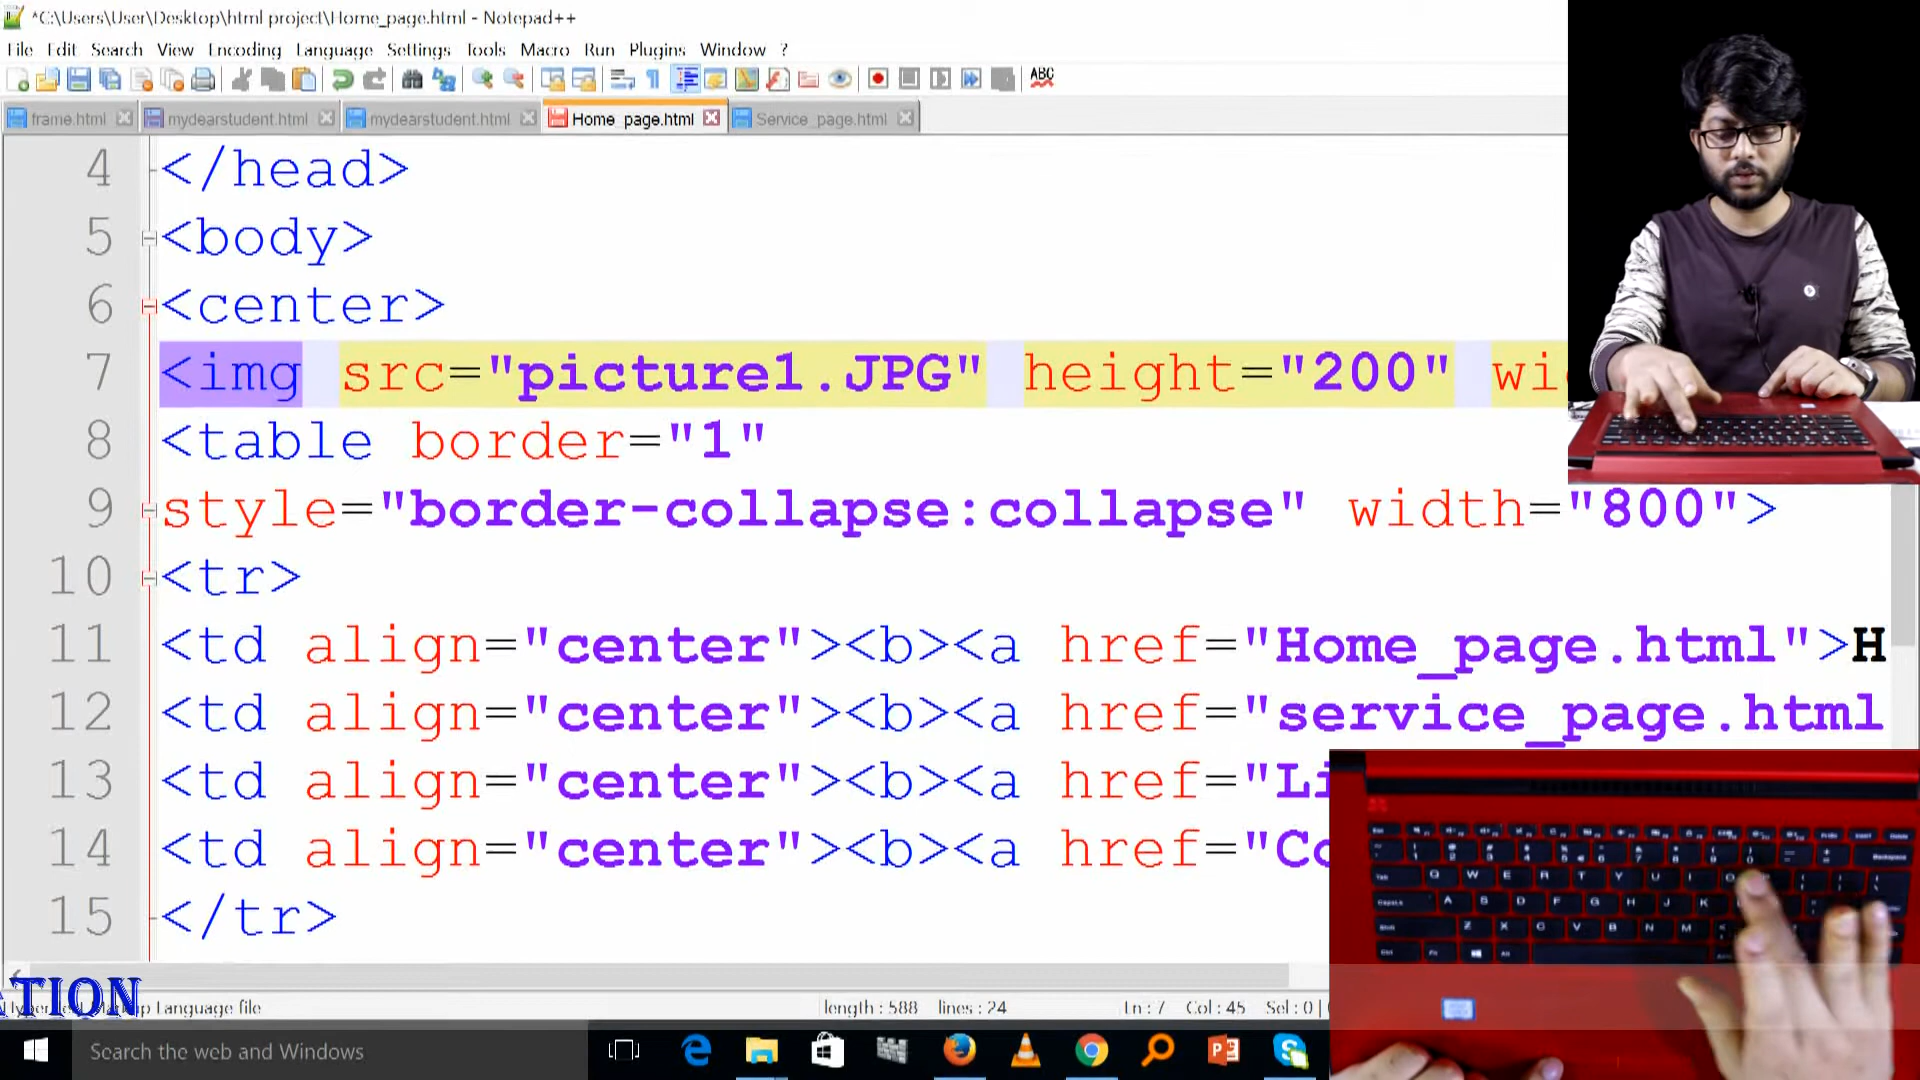 *C:\Users\User\Desktop\html project\Home_page.html - Notepad++
File Edit Search View Encoding Language Settings Tools Macro Run Plugins Window ?
ABC
frame.html mydearstudent.html mydearstudent.html Home_page.html Service_page.html
4 </head>
5 <body>
6 <center>
7 <img src="picture1.JPG" height="200" wi
8 <table border="1"
9 style="border-collapse:collapse" width="800">
10 <tr>
11 <td align="center"><b><a href="Home_page.html">H
12 <td align="center"><b><a href="service_page.html
13 <td align="center"><b><a href="Li
14 <td align="center"><b><a href="Co
15 </tr>
ATION
Language file length : 588 lines : 24 Ln : 7 Col : 45 Sel : 0 |
Search the web and Windows